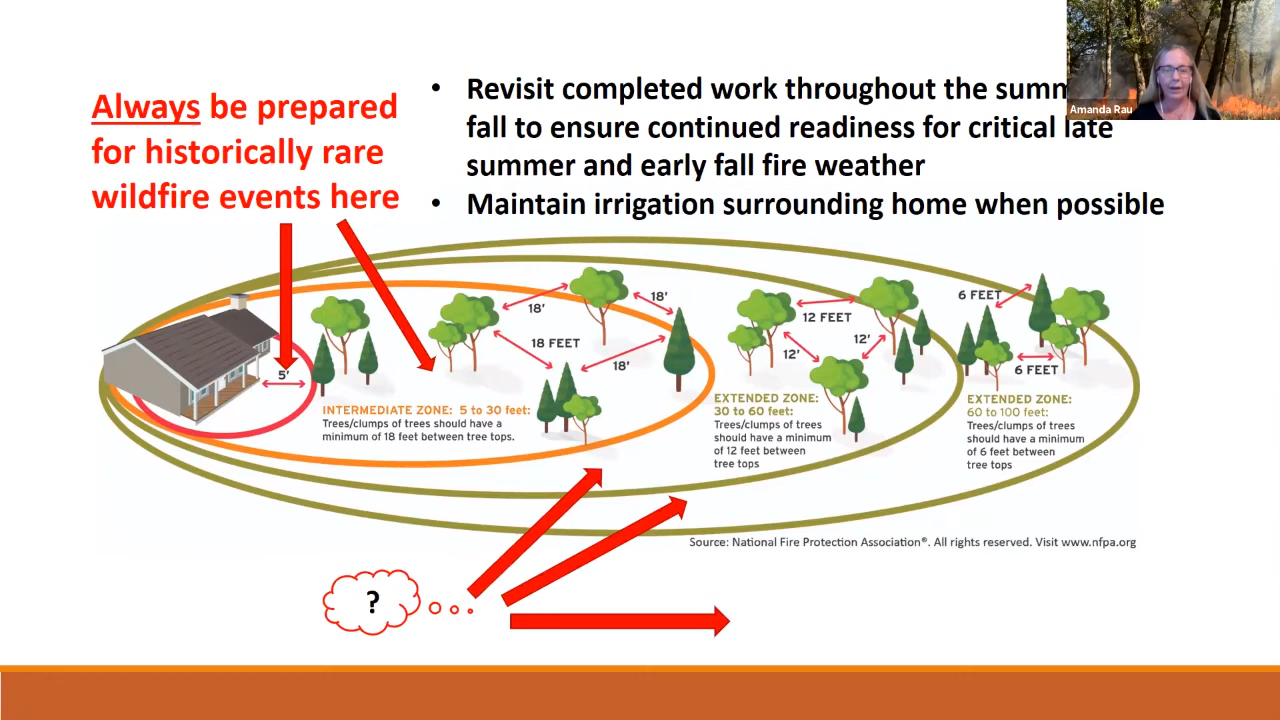 Always be prepared
for historically rare
wildfire events here
• Revisit completed work throughout the
fall to ensure continued readiness for critical late
summer and early fall fire weather
• Maintain irrigation surrounding home when possible
Amanda Rau
5'
18'
18'
18 FEET
18'
12 FEET
12'
12'
6 FEET
6 FEET
INTERMEDIATE ZONE: 5 to 30 feet:
Trees/clumps of trees should have a
minimum of 18 feet between tree tops.
EXTENDED ZONE:
30 to 60 feet:
Trees/clumps of trees
should have a minimum
of 12 feet between
tree tops
EXTENDED ZONE:
60 to 100 feet:
Trees/clumps of trees
should have a minimum
of 6 feet between
tree tops
Source: National Fire Protection Association®. All rights reserved. Visit www.nfpa.org
?